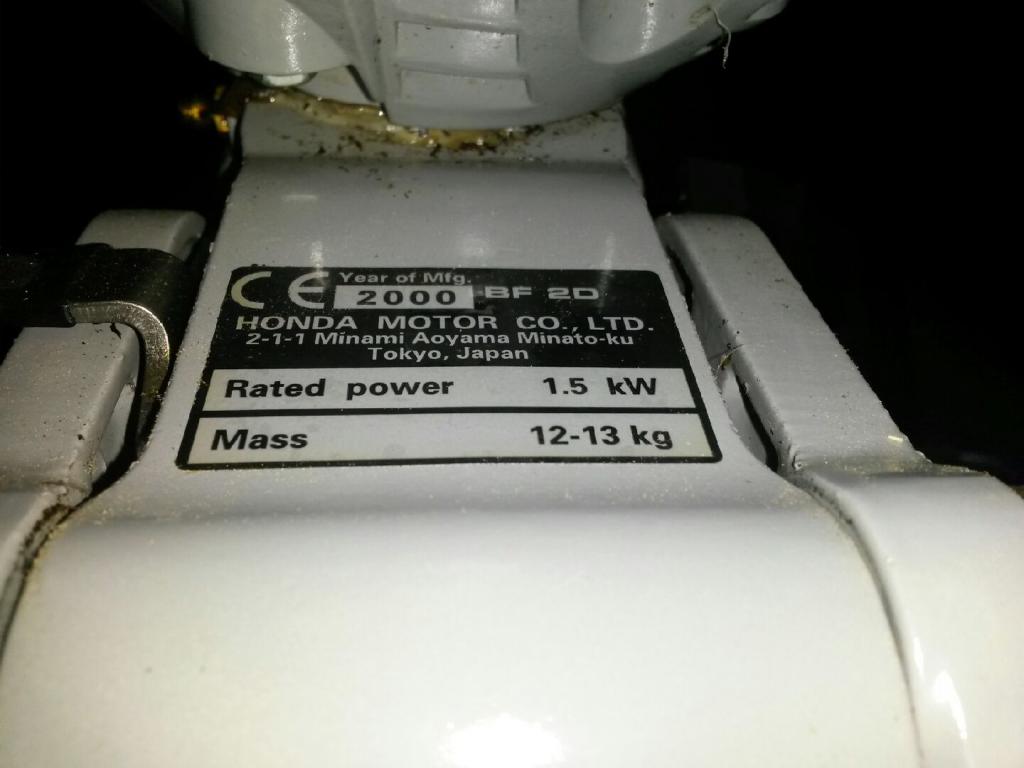 CE Year of Mfg.
2000 BF 2D
HONDA MOTOR CO., LTD.
2-1-1 Minami Aoyama Minato-ku
Tokyo, Japan
Rated power 1.5 kW
Mass 12-13 kg